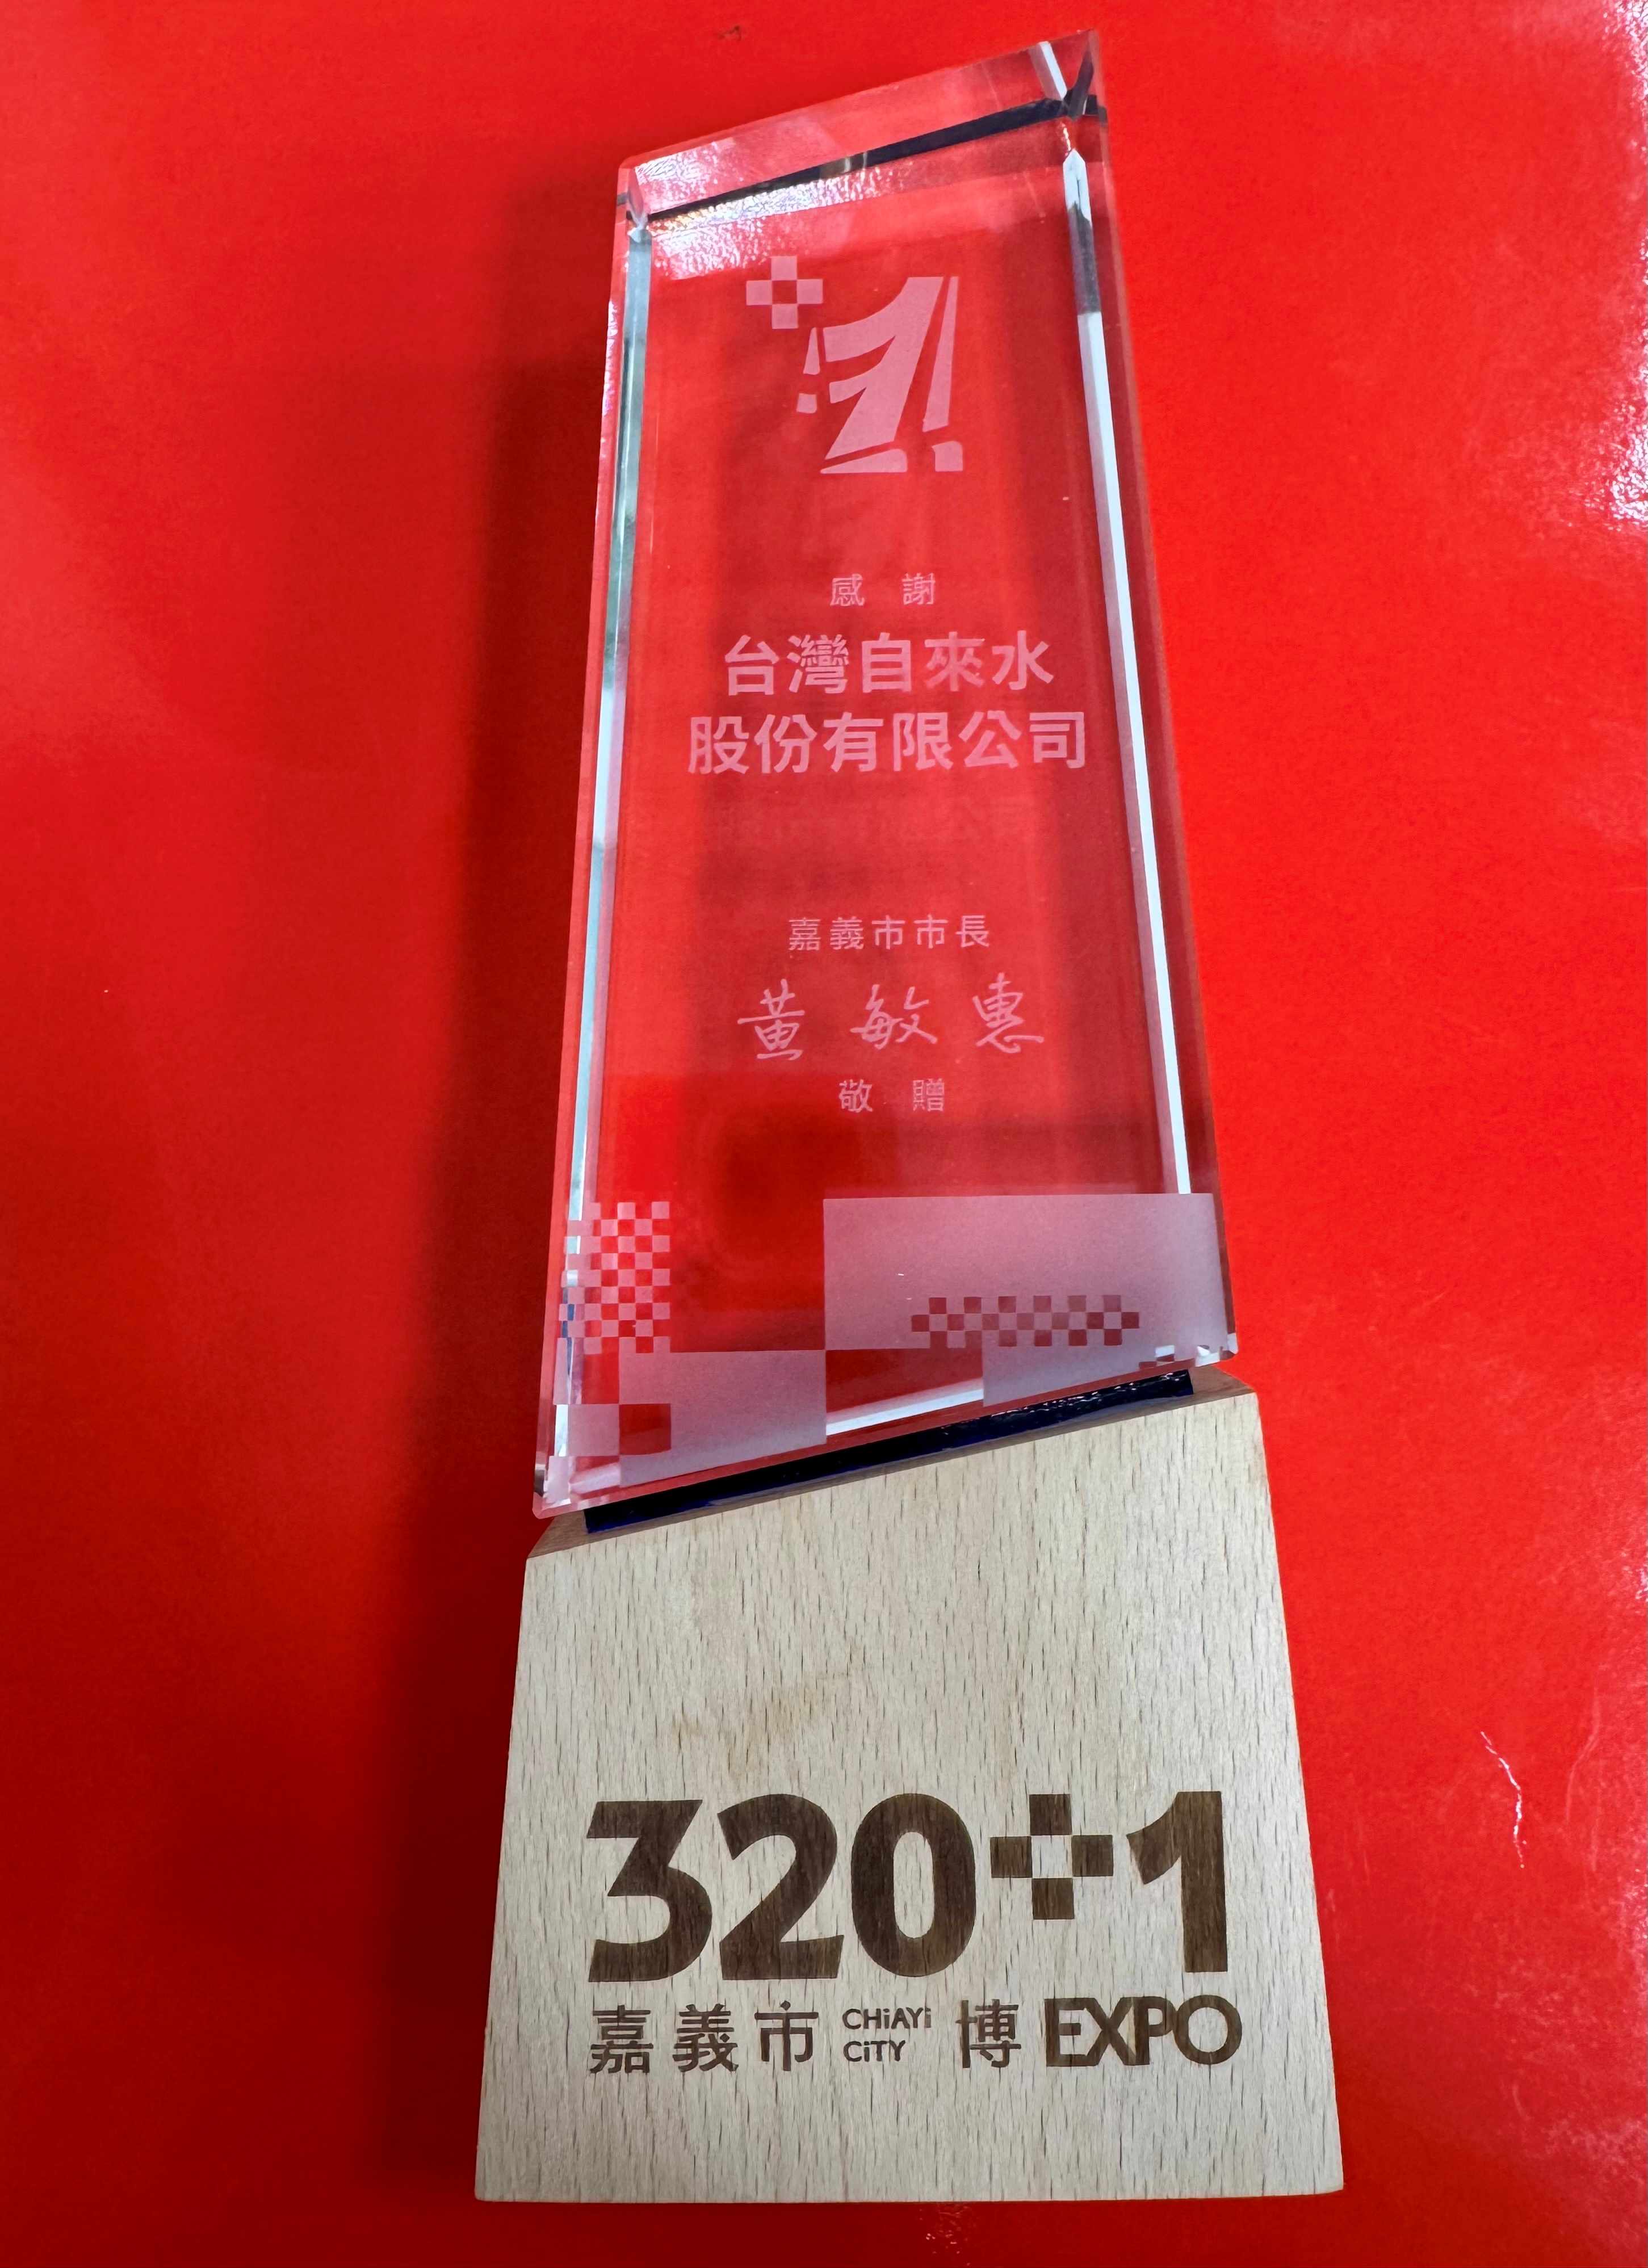 感 謝
台灣自來水
股份有限公司
嘉義市市長
黃敏惠
敬 贈
320+1
嘉義市 CHiAYi CiTY 博 EXPO